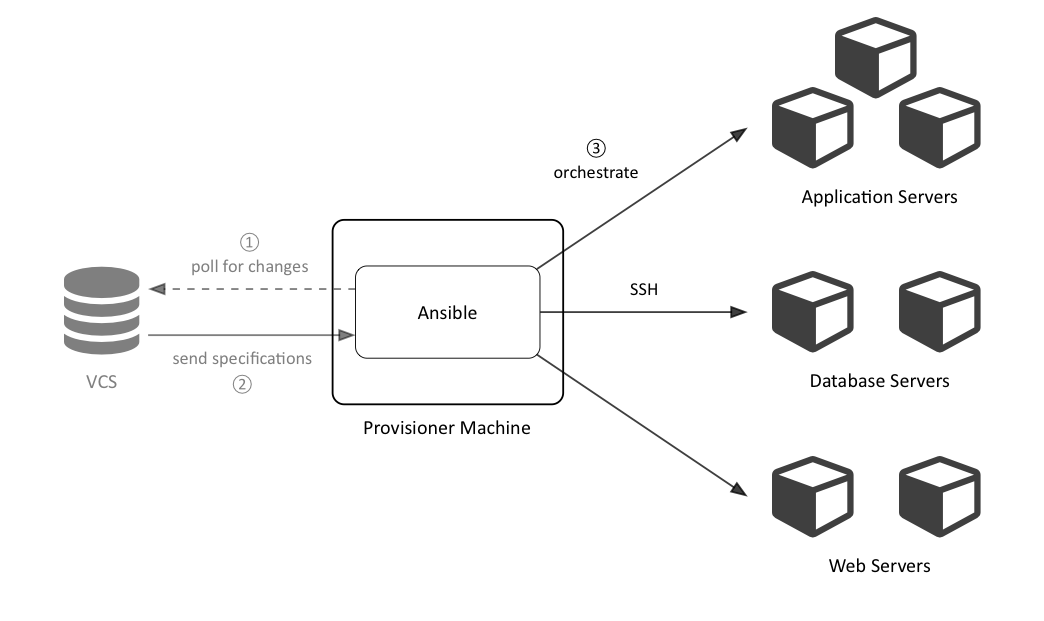 ③
orchestrate
Application Servers
①
poll for changes
SSH
Ansible
send specifications
②
VCS
Database Servers
Provisioner Machine
Web Servers